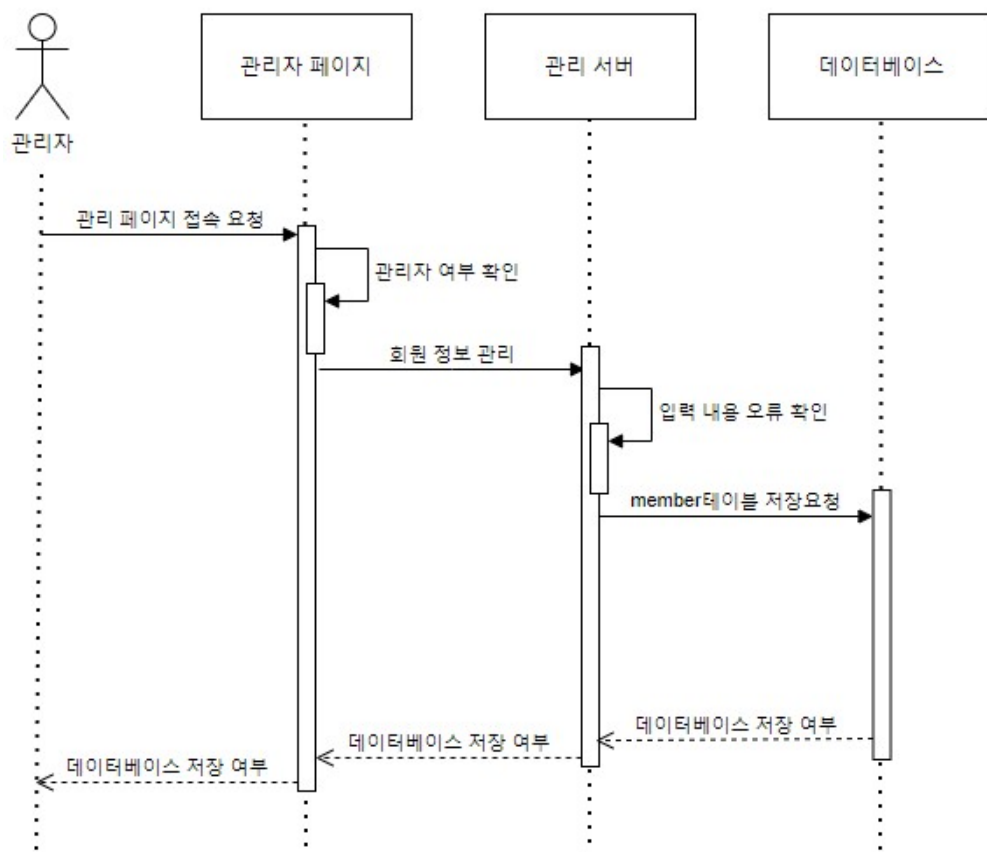 관리자 페이지
관리 서버
데이터베이스
관리자
관리 페이지 접속 요청
관리자 여부 확인
회원 정보 관리
입력 내용 오류 확인
member테이블 저장요청
데이터베이스 저장 여부
데이터베이스 저장 여부
데이터베이스 저장 여부